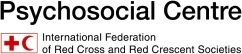 Psychosocial Centre
International Federation
of Red Cross and Red Crescent Societies